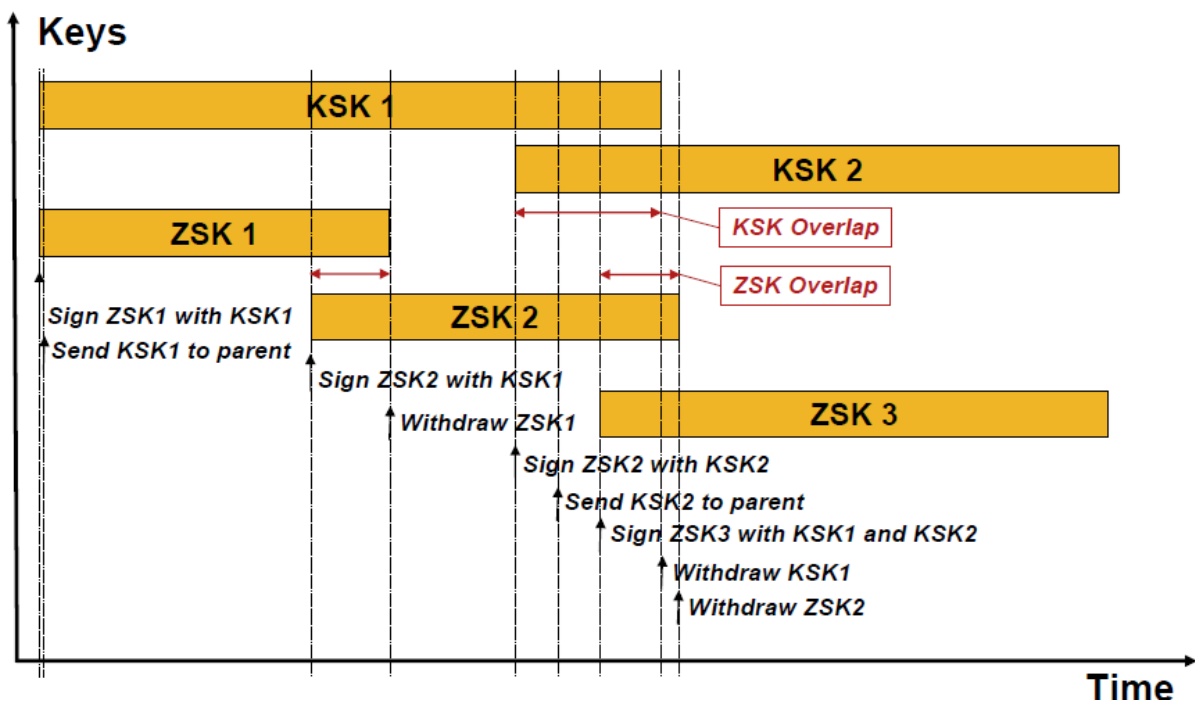 Keys
KSK 1
KSK 2
ZSK 1
KSK Overlap
ZSK Overlap
ZSK 2
Sign ZSK1 with KSK1
Send KSK1 to parent
Sign ZSK2 with KSK1
ZSK 3
Withdraw ZSK1
Sign ZSK2 with KSK2
Send KSK2 to parent
Sign ZSK3 with KSK1 and KSK2
Withdraw KSK1
Withdraw ZSK2
Time